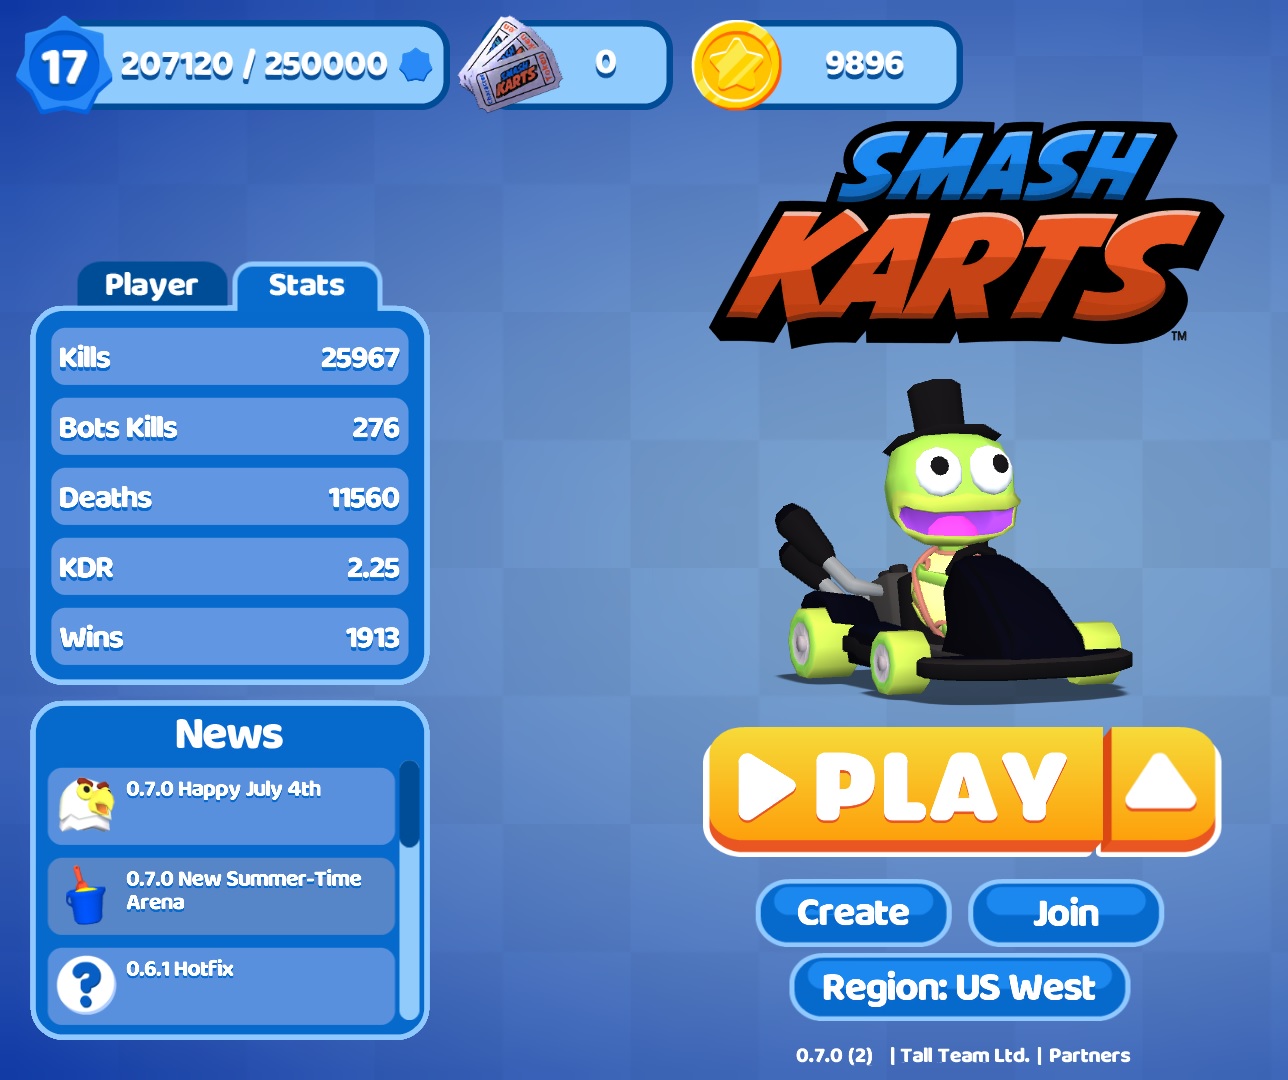 17
207120 / 250000
0
9896
SMASH
KARTS
TM
Player
Stats
Kills 25967
Bots Kills 276
Deaths 11560
KDR 2.25
Wins 1913
News
0.7.0 Happy July 4th
0.7.0 New Summer-Time
Arena
?
0.6.1 Hotfix
PLAY
Create
Join
Region: US West
0.7.0 (2) | Tall Team Ltd. | Partners